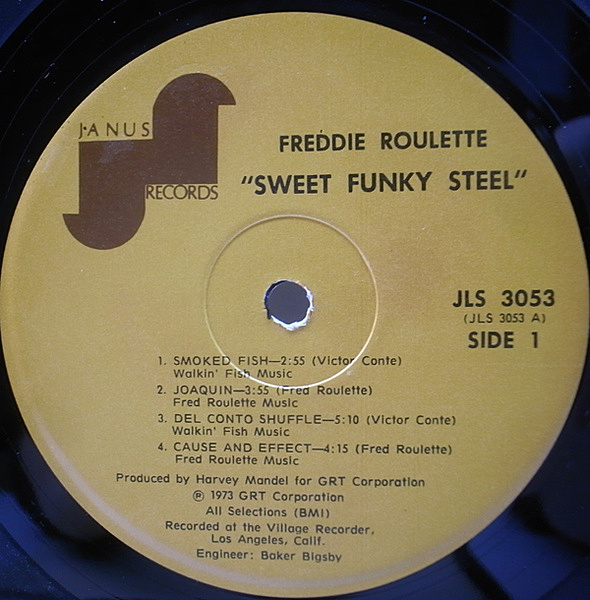 JANUS
RECORDS
FREDDIE ROULETTE
"SWEET FUNKY STEEL"
JLS 3053
(JLS 3053 A)
SIDE 1
1. SMOKED FISH—2:55 (Victor Conte)
Walkin' Fish Music
2. JOAQUIN—3:55 (Fred Roulette)
Fred Roulette Music
3. DEL CONTO SHUFFLE—5:10 (Victor Conte)
Walkin' Fish Music
4. CAUSE AND EFFECT—4:15 (Fred Roulette)
Fred Roulette Music
Produced by Harvey Mandel for GRT Corporation
℗ 1973 GRT Corporation
All Selections (BMI)
Recorded at the Village Recorder,
Los Angeles, Calif.
Engineer: Baker Bigsby